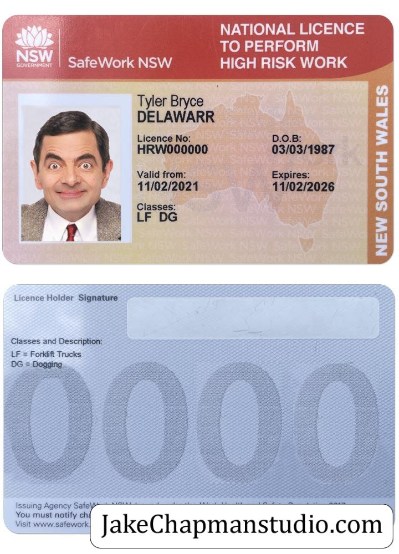 NSW
GOVERNMENT
SafeWork NSW
NATIONAL LICENCE
TO PERFORM
HIGH RISK WORK
Tyler Bryce
DELAWARR
Licence No:
HRW000000
D.O.B:
03/03/1987
Valid from:
11/02/2021
Expires:
11/02/2026
Classes:
LF DG
NEW SOUTH WALES
Licence Holder Signature
Classes and Description:
LF = Forklift Trucks
DG = Dogging
0000
Issuing Agency SafeWork NSW
You must notify
Visit www.safework.
JakeChapmanstudio.com